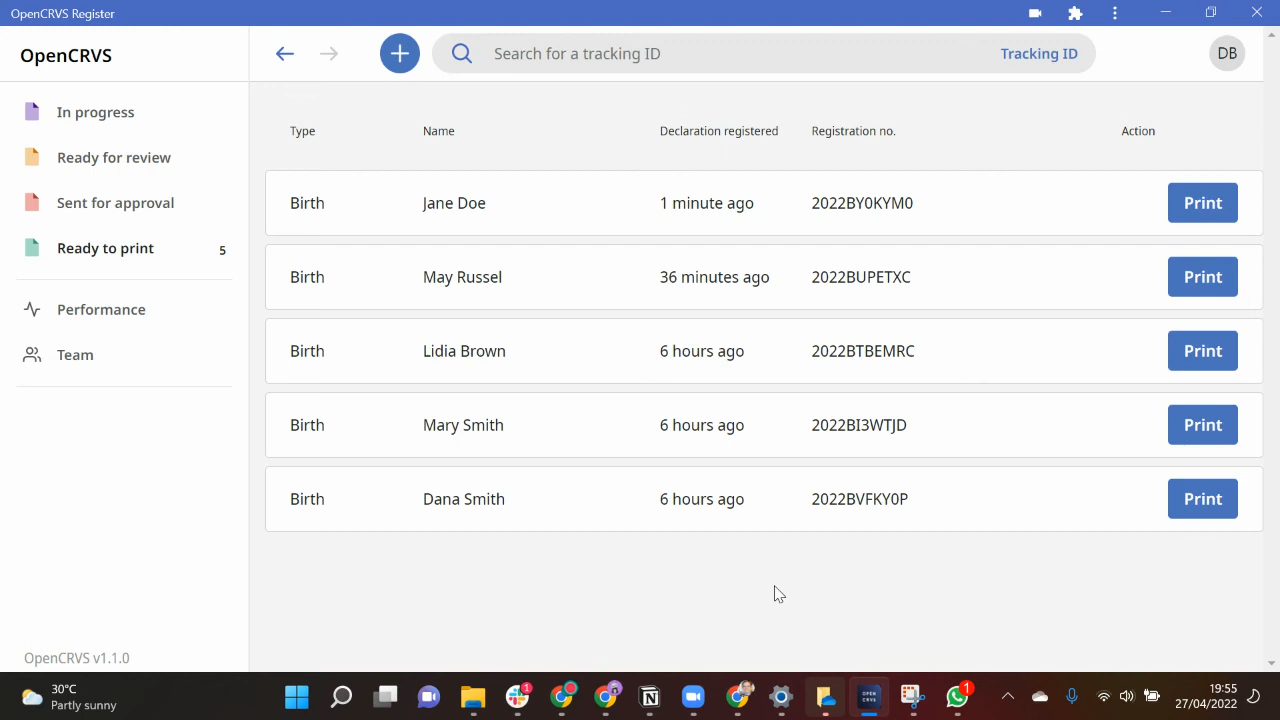 OpenCRVS Register
OpenCRVS
Search for a tracking ID
Tracking ID
DB
In progress
Ready for review
Sent for approval
Ready to print 5
Performance
Team
OpenCRVS v1.1.0
Type Name Declaration registered Registration no. Action
Birth Jane Doe 1 minute ago 2022BY0KYM0 Print
Birth May Russel 36 minutes ago 2022BUPETXC Print
Birth Lidia Brown 6 hours ago 2022BTBEMRC Print
Birth Mary Smith 6 hours ago 2022BI3WTJD Print
Birth Dana Smith 6 hours ago 2022BVFKY0P Print
30°C
Partly sunny
1
OPEN
CRVS
1
19:55
27/04/2022